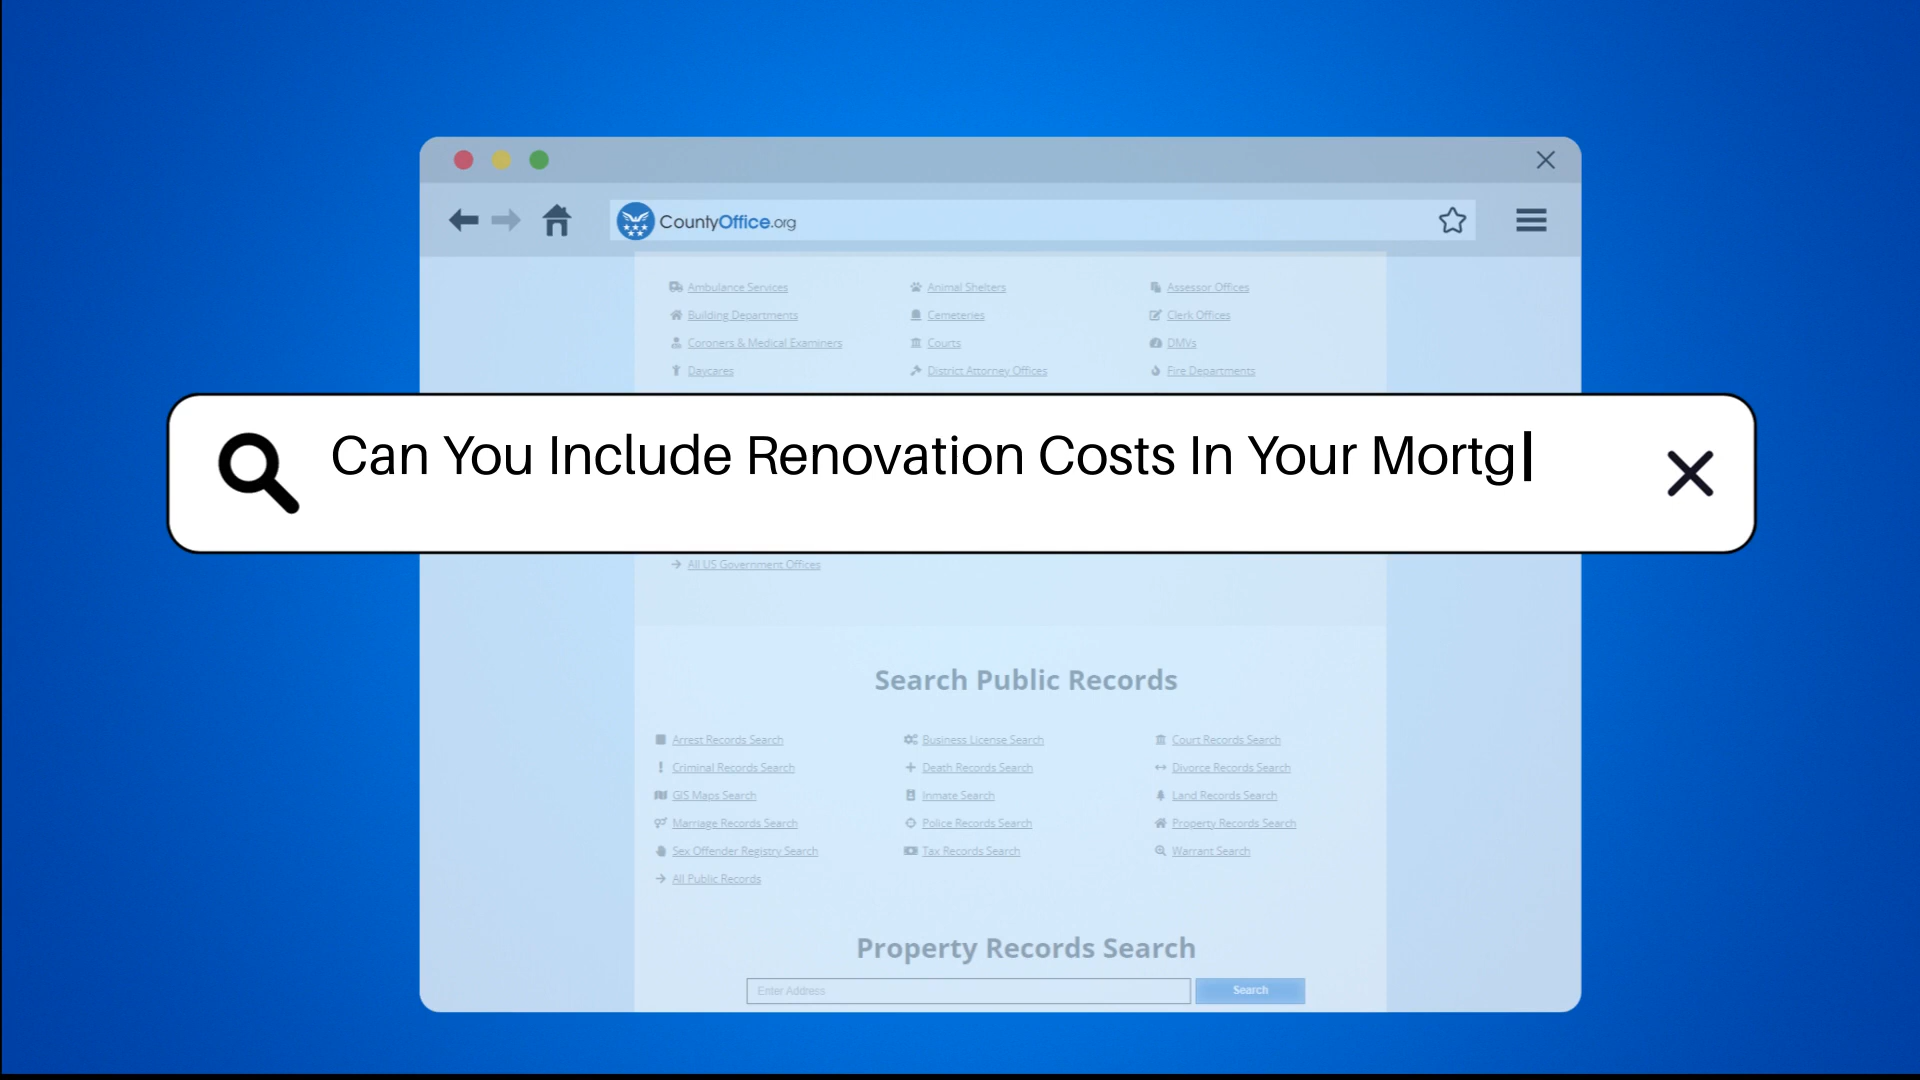 CountyOffice.org
Ambulance Services Animal Shelters Assessor Offices
Building Departments Cemeteries Clerk Offices
Coroners & Medical Examiners Courts DMVs
Daycares District Attorney Offices Fire Departments
Can You Include Renovation Costs In Your Mortg
All US Government Offices
Search Public Records
Arrest Records Search Business License Search Court Records Search
Criminal Records Search Death Records Search Divorce Records Search
GIS Maps Search Inmate Search Land Records Search
Marriage Records Search Police Records Search Property Records Search
Sex Offender Registry Search Tax Records Search Warrant Search
All Public Records
Property Records Search
Enter Address Search